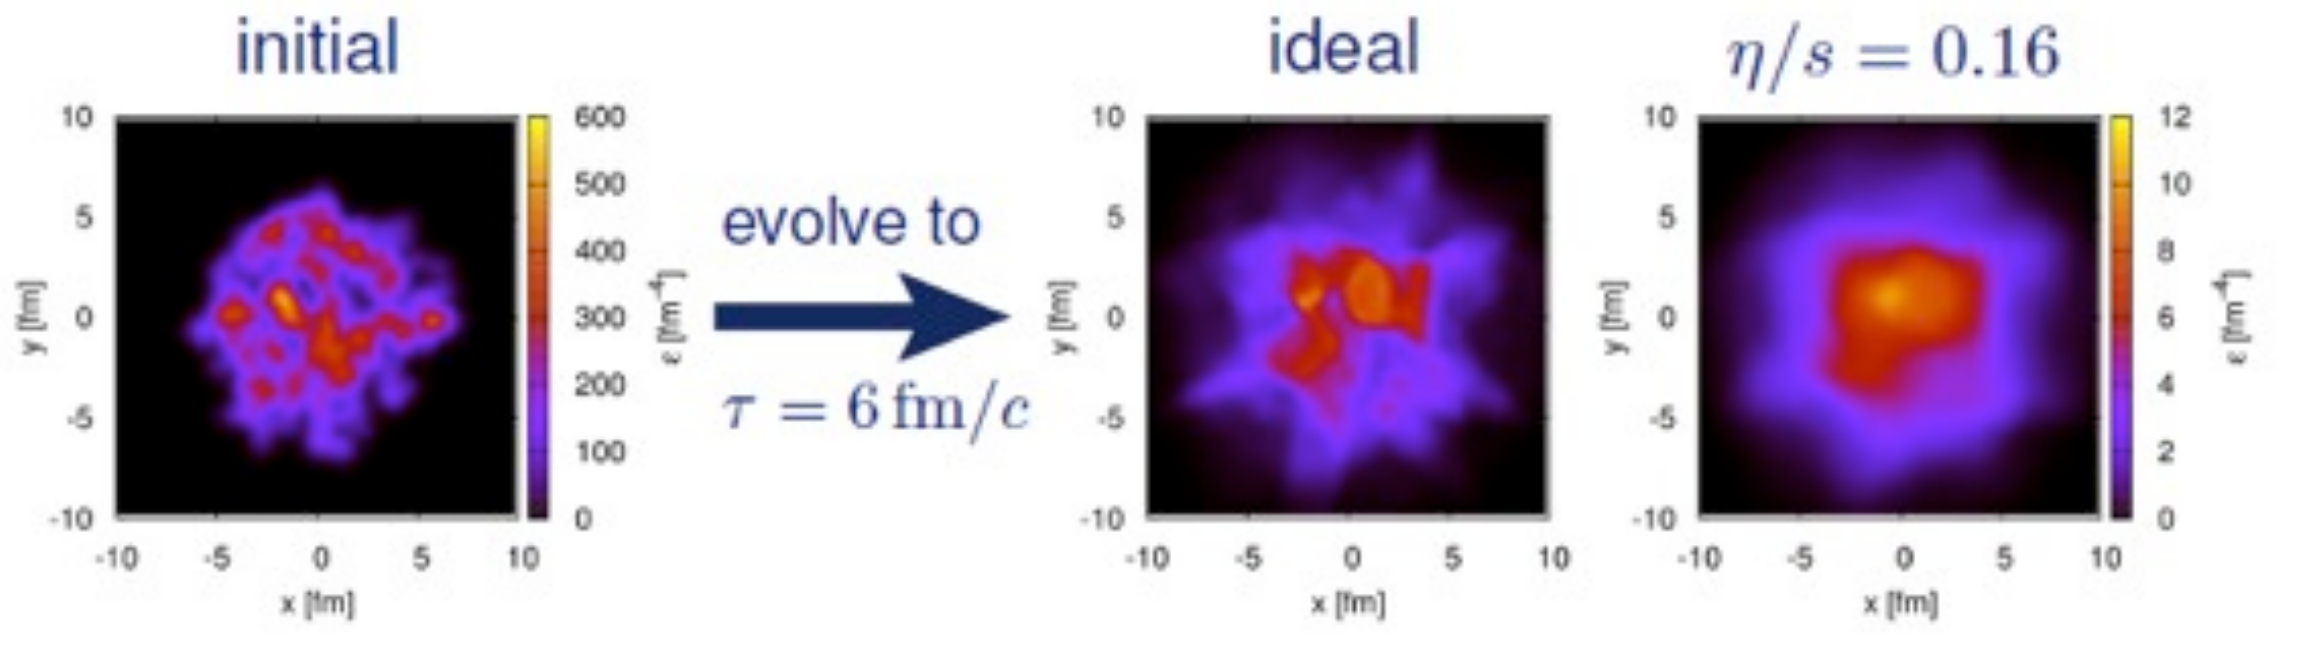 initial
10
5
0
-5
-10
y [fm]
-10 -5 0 5 10
x [fm]
600
500
400
300
200
100
0
ε [fm⁻⁴]
evolve to
τ = 6 fm/c
ideal
10
5
0
-5
-10
y [fm]
-10 -5 0 5 10
x [fm]
η/s = 0.16
10
5
0
-5
-10
y [fm]
-10 -5 0 5 10
x [fm]
12
10
8
6
4
2
0
ε [fm⁻⁴]